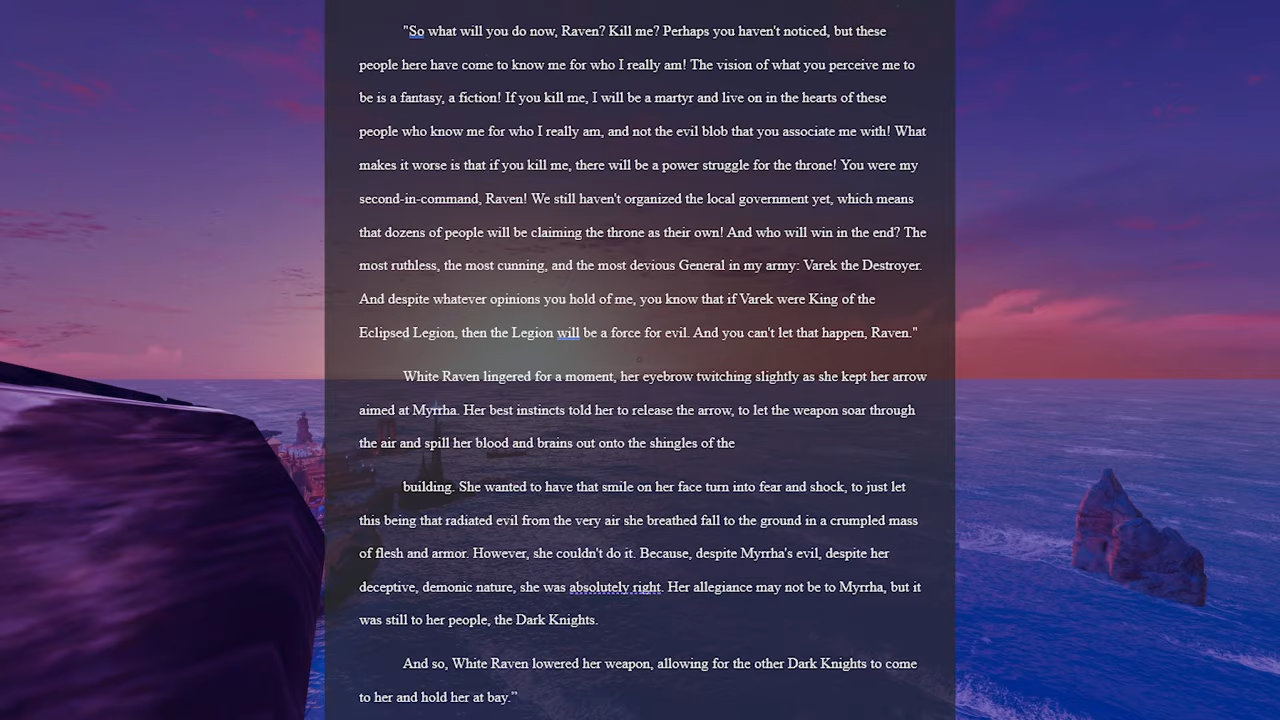 "So what will you do now, Raven? Kill me? Perhaps you haven't noticed, but these
people here have come to know me for who I really am! The vision of what you perceive me to
be is a fantasy, a fiction! If you kill me, I will be a martyr and live on in the hearts of these
people who know me for who I really am, and not the evil blob that you associate me with! What
makes it worse is that if you kill me, there will be a power struggle for the throne! You were my
second-in-command, Raven! We still haven't organized the local government yet, which means
that dozens of people will be claiming the throne as their own! And who will win in the end? The
most ruthless, the most cunning, and the most devious General in my army: Varek the Destroyer.
And despite whatever opinions you hold of me, you know that if Varek were King of the
Eclipsed Legion, then the Legion will be a force for evil. And you can't let that happen, Raven."
White Raven lingered for a moment, her eyebrow twitching slightly as she kept her arrow
aimed at Myrrha. Her best instincts told her to release the arrow, to let the weapon soar through
the air and spill her blood and brains out onto the shingles of the
building. She wanted to have that smile on her face turn into fear and shock, to just let
this being that radiated evil from the very air she breathed fall to the ground in a crumpled mass
of flesh and armor. However, she couldn't do it. Because, despite Myrrha's evil, despite her
deceptive, demonic nature, she was absolutely right. Her allegiance may not be to Myrrha, but it
was still to her people, the Dark Knights.
And so, White Raven lowered her weapon, allowing for the other Dark Knights to come
to her and hold her at bay.”